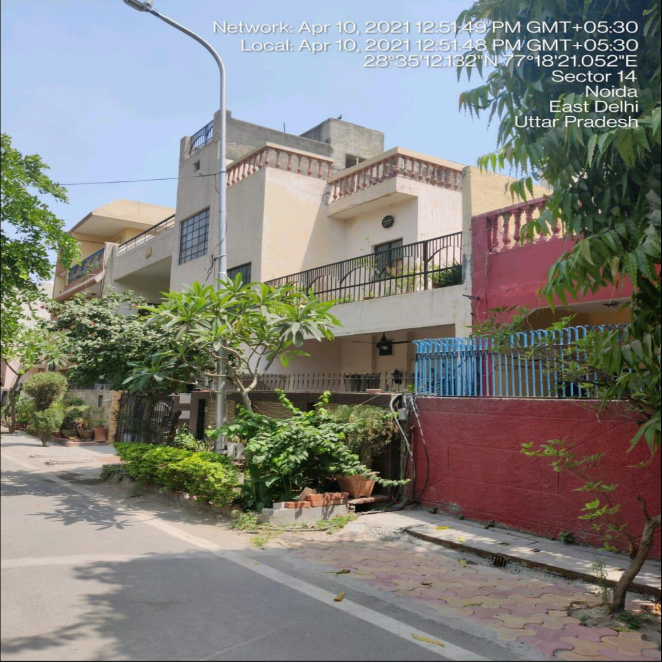 Network: Apr 10, 2021 12:51:49 PM GMT+05:30
Local: Apr 10, 2021 12:51:48 PM GMT+05:30
28°35'12.132"N 77°18'21.052"E
Sector 14
Noida
East Delhi
Uttar Pradesh